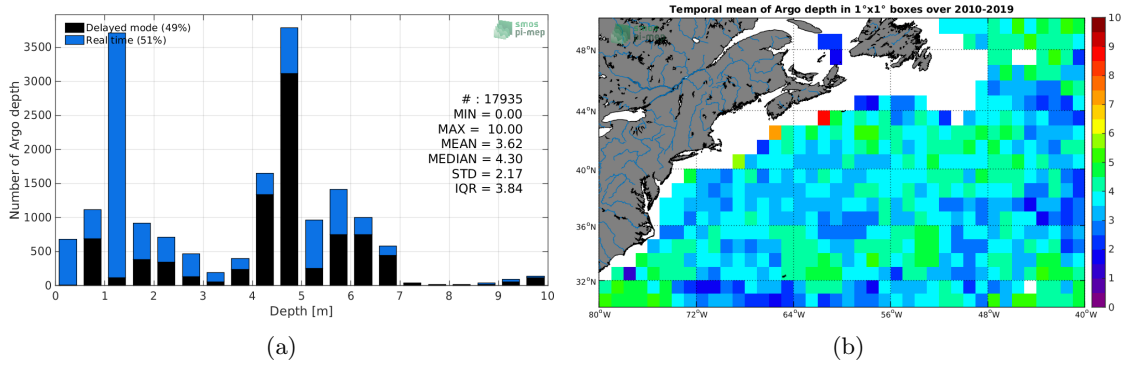 Delayed mode (49%)
Real time (51%)
smos
pi-mep
# : 17935
MIN = 0.00
MAX = 10.00
MEAN = 3.62
MEDIAN = 4.30
STD = 2.17
IQR = 3.84
Number of Argo depth
3500
3000
2500
2000
1500
1000
500
0
0 1 2 3 4 5 6 7 8 9 10
Depth [m]
(a)
Temporal mean of Argo depth in 1°x1° boxes over 2010-2019
smos
pi-mep
48°N
44°N
40°N
36°N
32°N
80°W 72°W 64°W 56°W 48°W 40°W
10
9
8
7
6
5
4
3
2
1
0
(b)